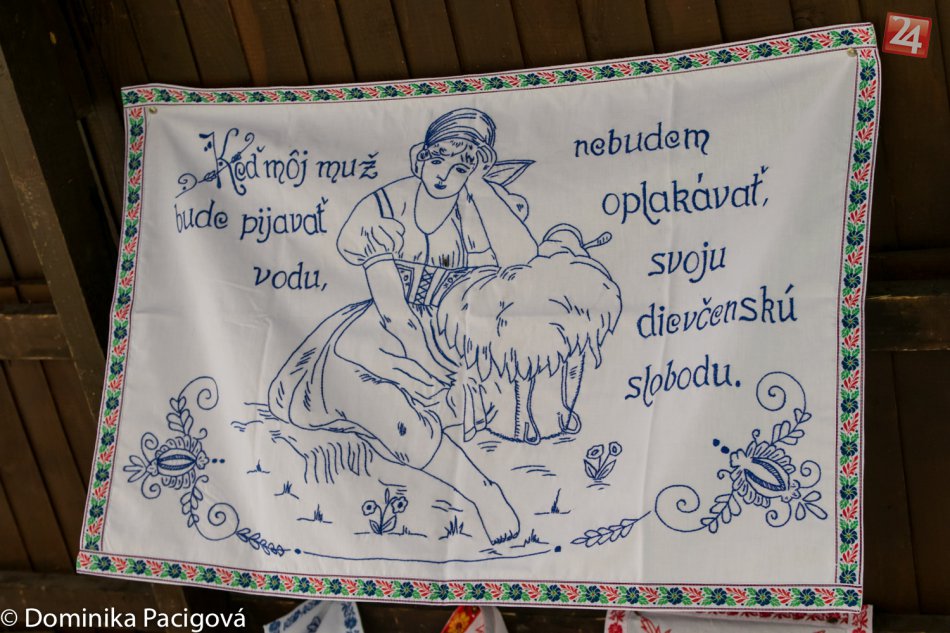 24
Keď môj muž
bude pijavať
vodu,
nebudem
oplakávať,
svoju
dievčenskú
slobodu.
© Dominika Pacigová